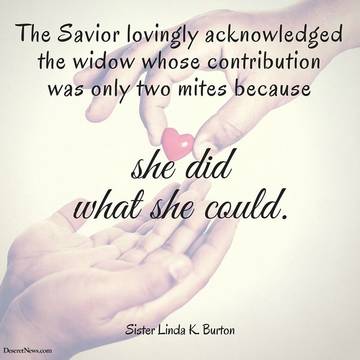 The Savior lovingly acknowledged
the widow whose contribution
was only two mites because
she did
what she could.
Sister Linda K. Burton
DeseretNews.com